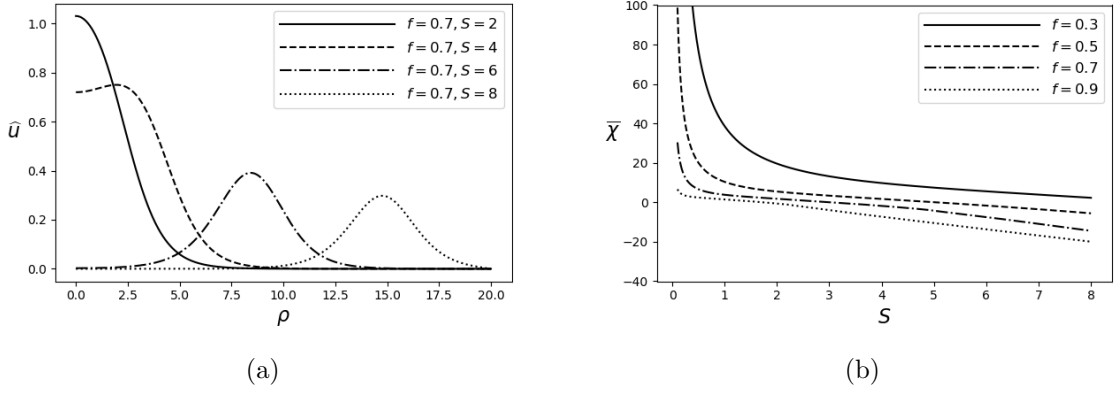 1.0
0.8
0.6
0.4
0.2
0.0
û
0.0 2.5 5.0 7.5 10.0 12.5 15.0 17.5 20.0
ρ
f = 0.7, S = 2
f = 0.7, S = 4
f = 0.7, S = 6
f = 0.7, S = 8
(a)
100
80
60
40
20
0
−20
−40
χ̅
0 1 2 3 4 5 6 7 8
S
f = 0.3
f = 0.5
f = 0.7
f = 0.9
(b)